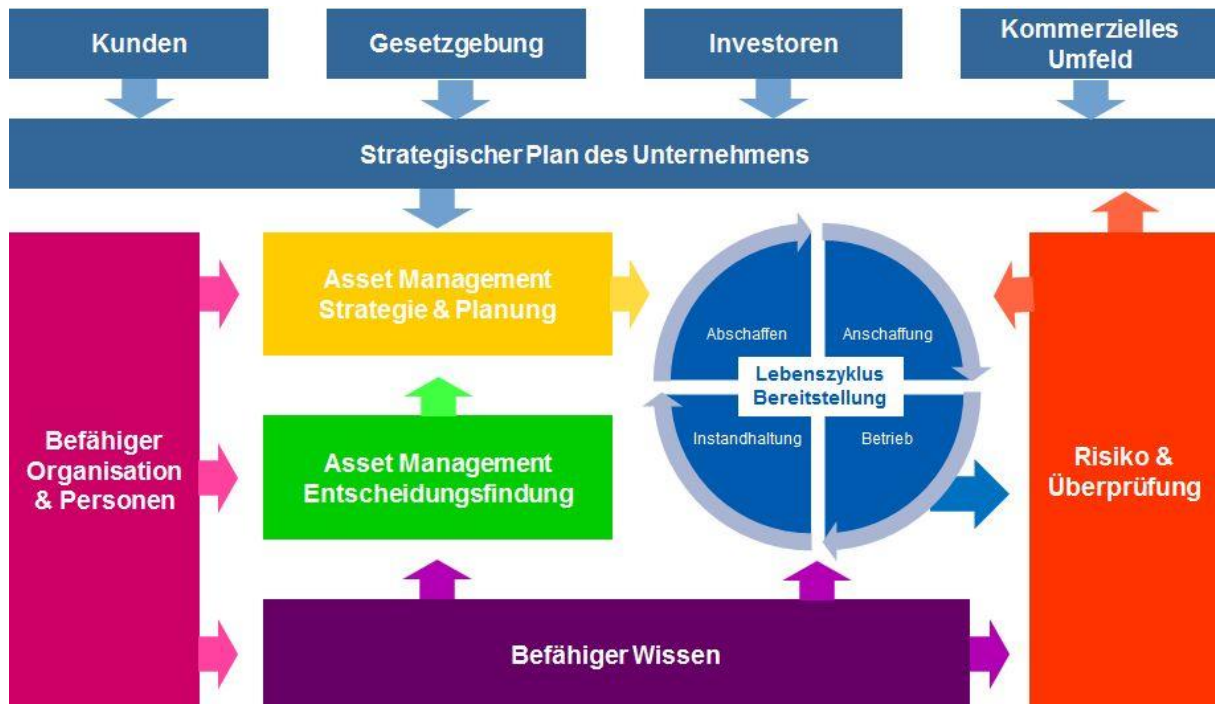 Kunden
Gesetzgebung
Investoren
Kommerzielles
Umfeld
Strategischer Plan des Unternehmens
Asset Management
Strategie & Planung
Abschaffen
Anschaffung
Lebenszyklus
Bereitstellung
Instandhaltung
Betrieb
Befähiger
Organisation
& Personen
Asset Management
Entscheidungsfindung
Risiko &
Überprüfung
Befähiger Wissen